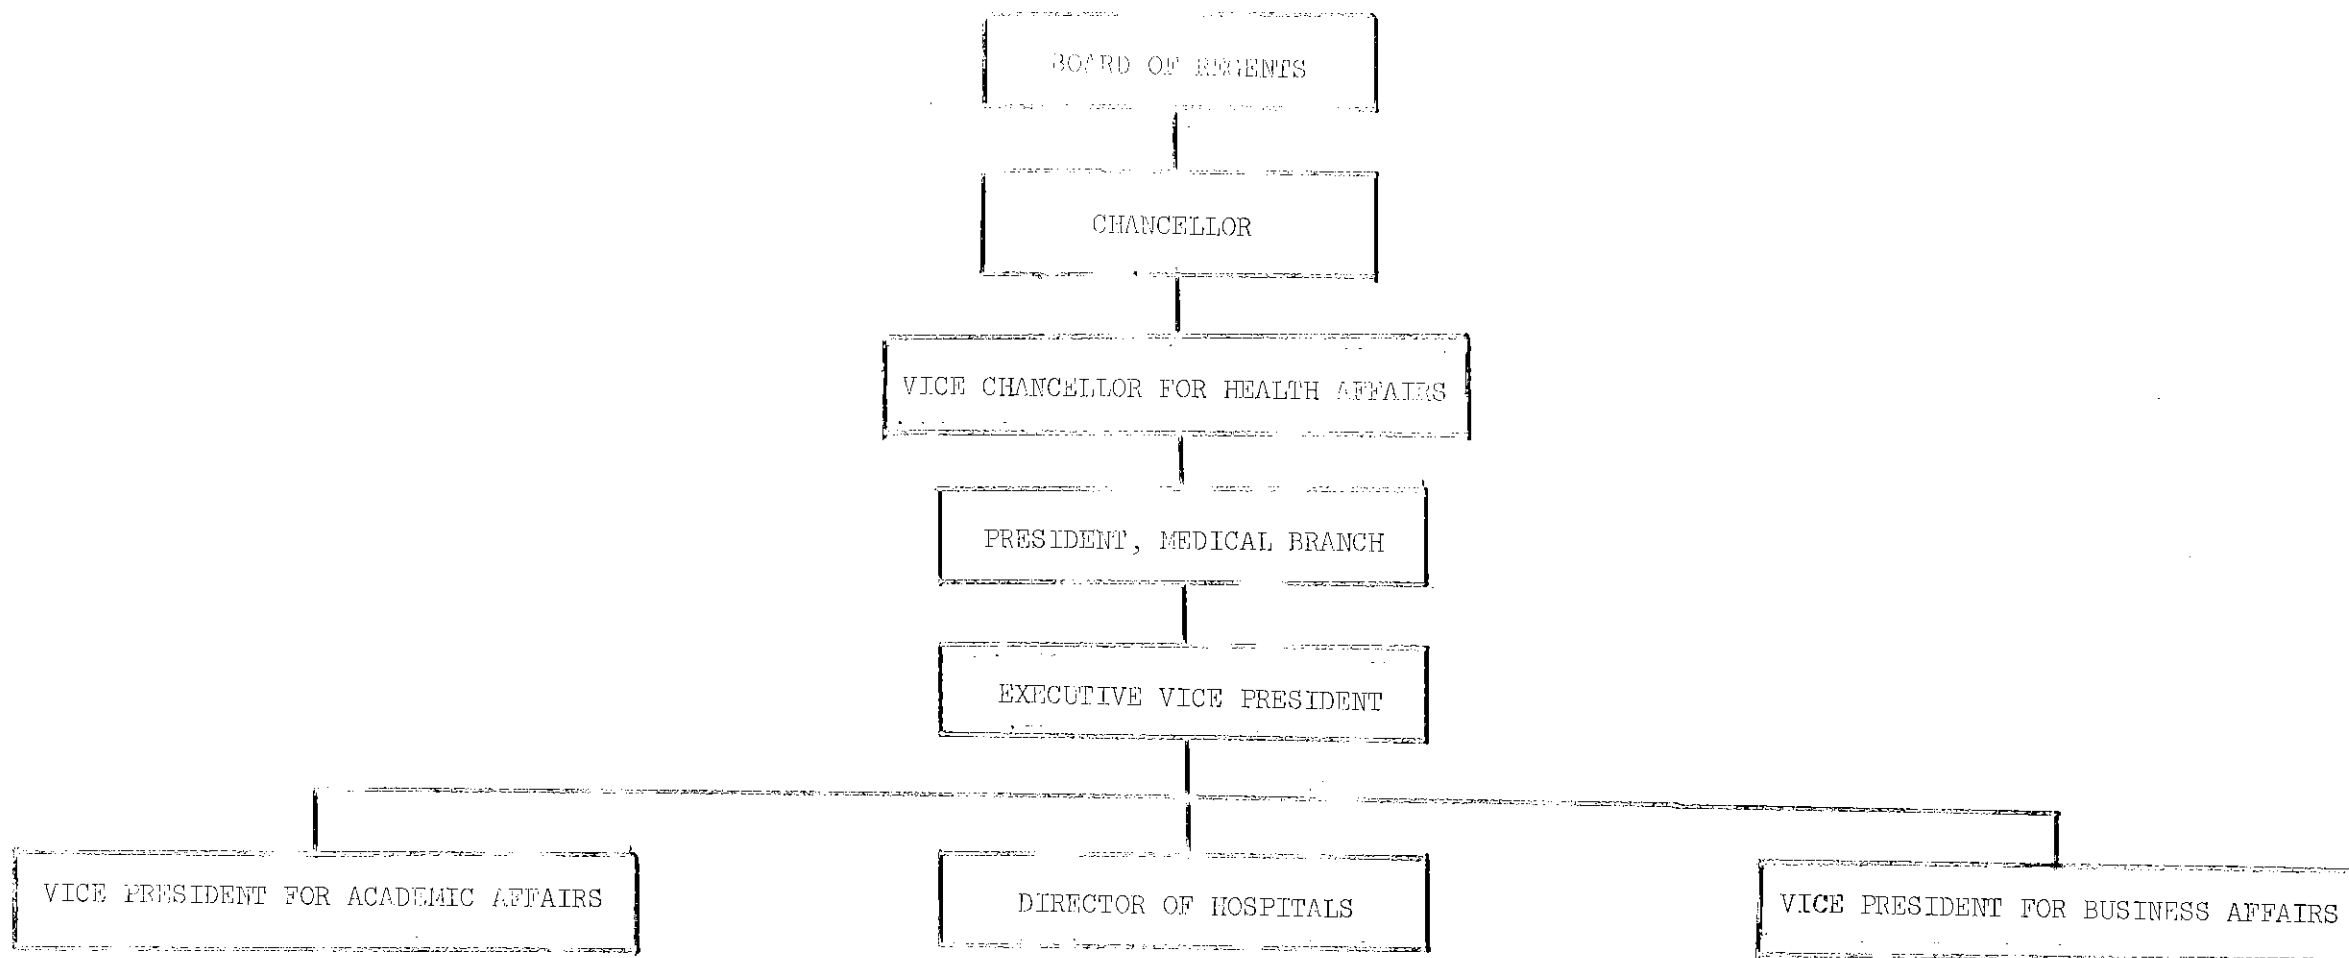 BOARD OF REGENTS
CHANCELLOR
VICE CHANCELLOR FOR HEALTH AFFAIRS
PRESIDENT, MEDICAL BRANCH
EXECUTIVE VICE PRESIDENT
VICE PRESIDENT FOR ACADEMIC AFFAIRS
DIRECTOR OF HOSPITALS
VICE PRESIDENT FOR BUSINESS AFFAIRS